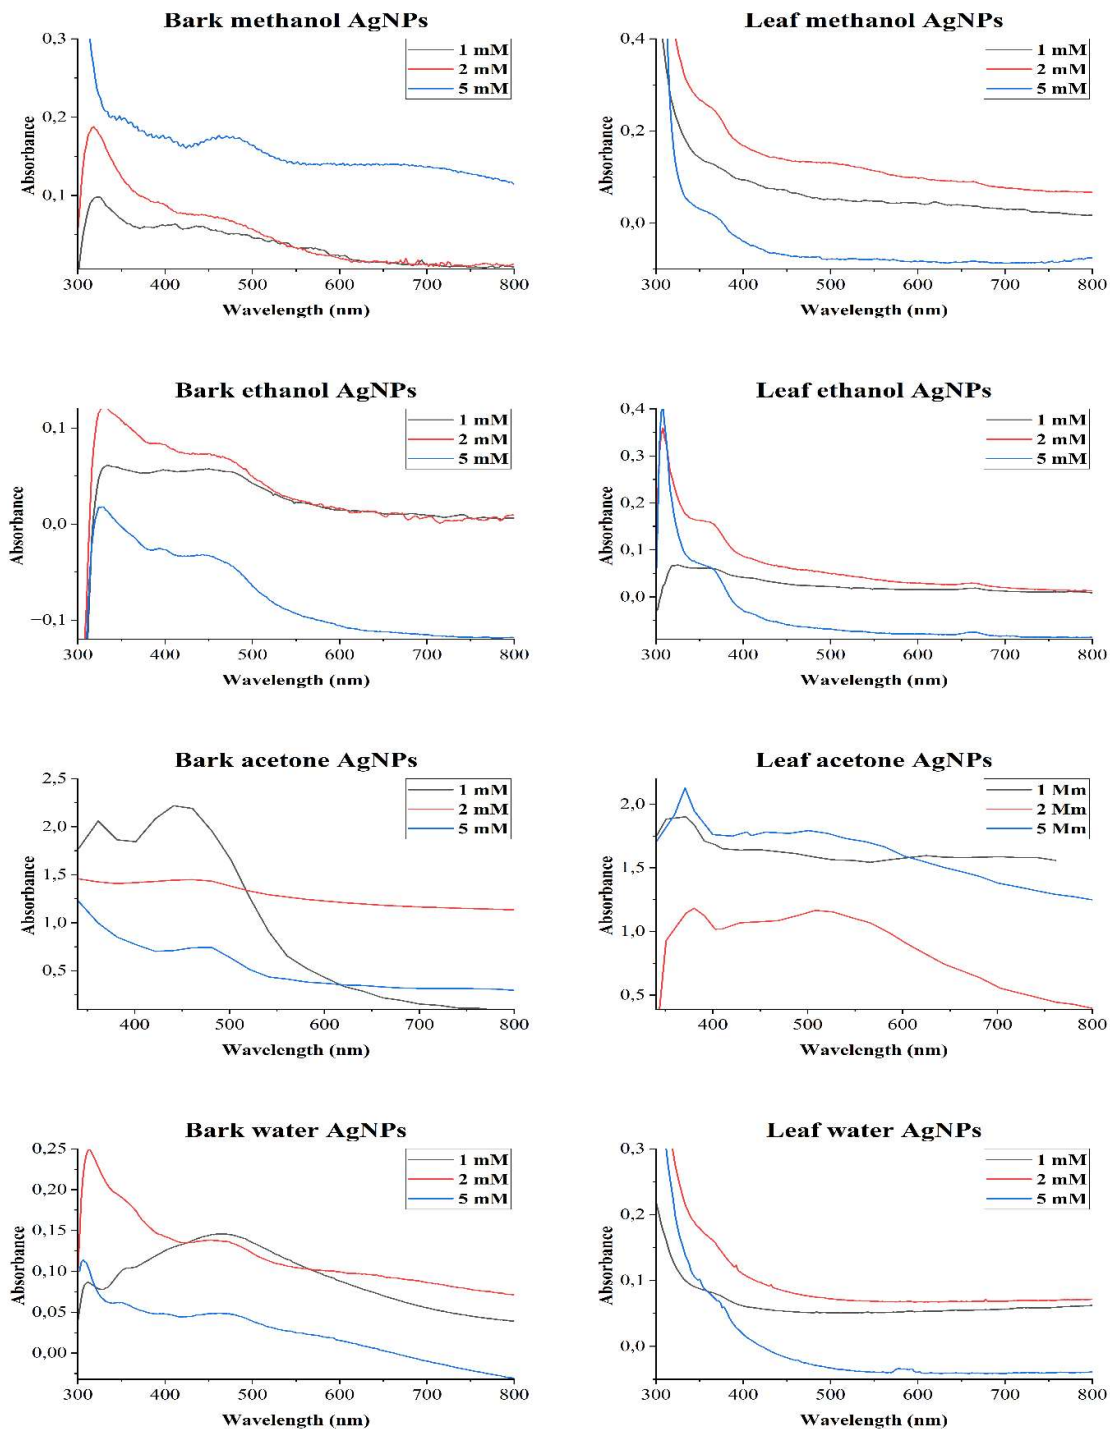 Bark methanol AgNPs
0,3
0,2
0,1
Absorbance
1 mM
2 mM
5 mM
300 400 500 600 700 800
Wavelength (nm)
Leaf methanol AgNPs
0,4
0,2
0,0
Absorbance
1 mM
2 mM
5 mM
300 400 500 600 700 800
Wavelength (nm)
Bark ethanol AgNPs
0,1
0,0
−0,1
Absorbance
1 mM
2 mM
5 mM
300 400 500 600 700 800
Wavelength (nm)
Leaf ethanol AgNPs
0,4
0,3
0,2
0,1
0,0
Absorbance
1 mM
2 mM
5 mM
300 400 500 600 700 800
Wavelength (nm)
Bark acetone AgNPs
2,5
2,0
1,5
1,0
0,5
Absorbance
1 mM
2 mM
5 mM
400 500 600 700 800
Wavelength (nm)
Leaf acetone AgNPs
2,0
1,5
1,0
0,5
Absorbance
1 Mm
2 Mm
5 Mm
400 500 600 700 800
Wavelength (nm)
Bark water AgNPs
0,25
0,20
0,15
0,10
0,05
0,00
Absorbance
1 mM
2 mM
5 mM
300 400 500 600 700 800
Wavelength (nm)
Leaf water AgNPs
0,3
0,2
0,1
0,0
Absorbance
1 mM
2 mM
5 mM
300 400 500 600 700 800
Wavelength (nm)